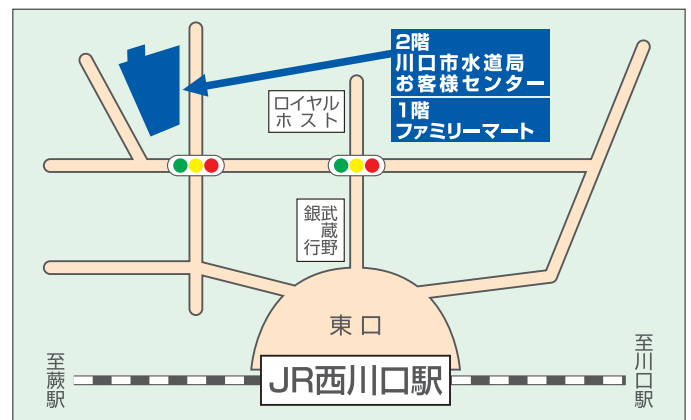 2階
川口市水道局
お客様センター
1階
ファミリーマート
ロイヤル
ホスト
武蔵野
銀行
東口
JR西川口駅
至蕨駅
至川口駅